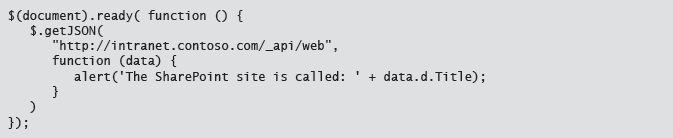 $(document).ready( function () {
   $.getJSON(
      "http://intranet.contoso.com/_api/web",
      function (data) {
         alert('The SharePoint site is called: ' + data.d.Title);
      }
   )
});